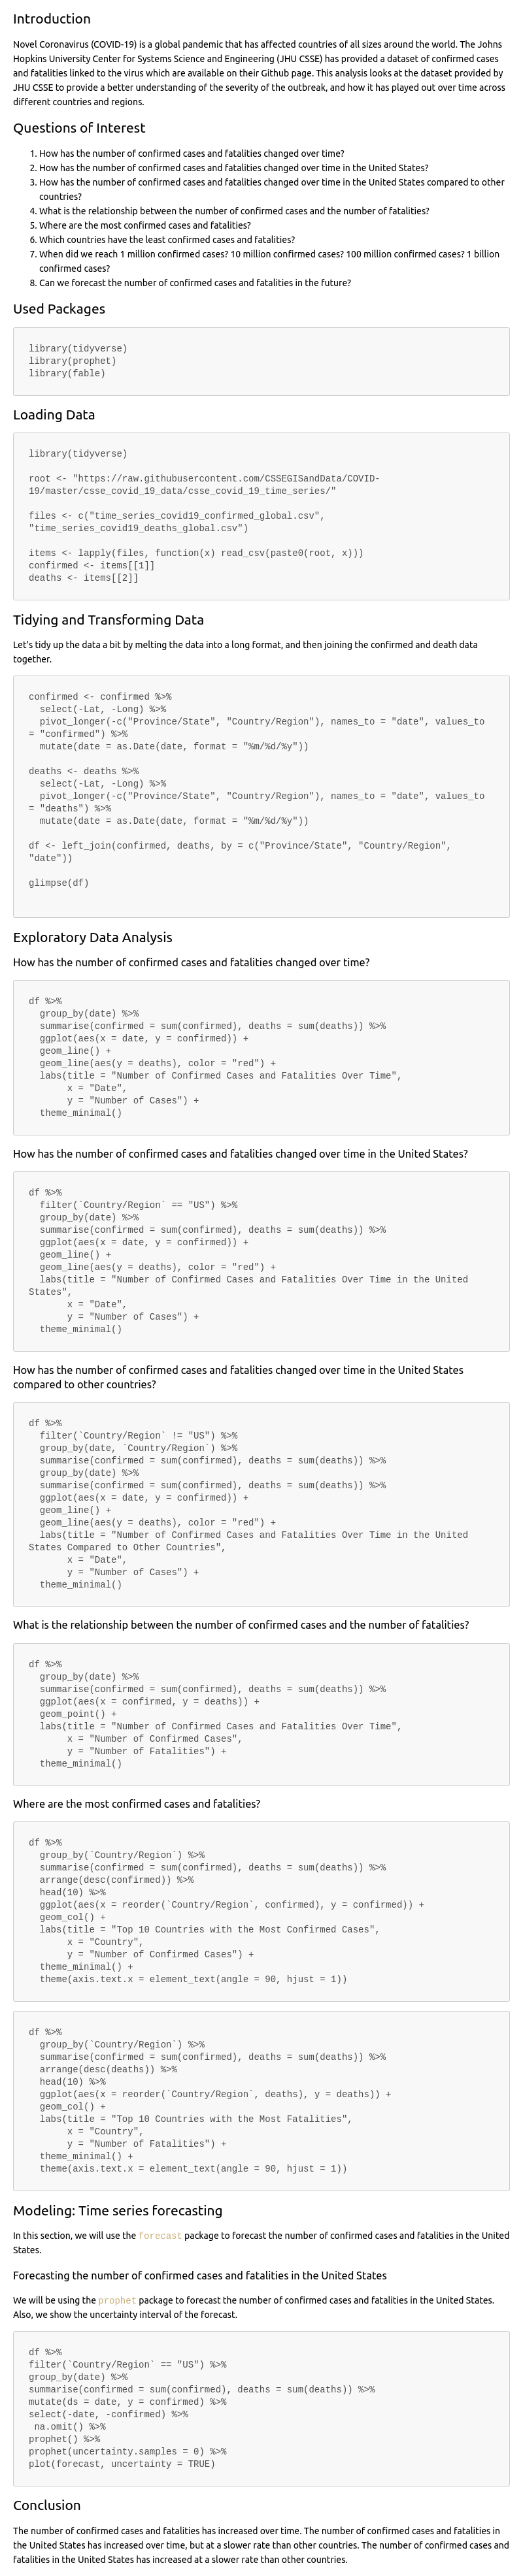 Introduction
Novel Coronavirus (COVID-19) is a global pandemic that has affected countries of all sizes around the world. The Johns
Hopkins University Center for Systems Science and Engineering (JHU CSSE) has provided a dataset of confirmed cases
and fatalities linked to the virus which are available on their Github page. This analysis looks at the dataset provided by
JHU CSSE to provide a better understanding of the severity of the outbreak, and how it has played out over time across
different countries and regions.
Questions of Interest
1. How has the number of confirmed cases and fatalities changed over time?
2. How has the number of confirmed cases and fatalities changed over time in the United States?
3. How has the number of confirmed cases and fatalities changed over time in the United States compared to other
countries?
4. What is the relationship between the number of confirmed cases and the number of fatalities?
5. Where are the most confirmed cases and fatalities?
6. Which countries have the least confirmed cases and fatalities?
7. When did we reach 1 million confirmed cases? 10 million confirmed cases? 100 million confirmed cases? 1 billion
confirmed cases?
8. Can we forecast the number of confirmed cases and fatalities in the future?
Used Packages
library(tidyverse)
library(prophet)
library(fable)
Loading Data
library(tidyverse)
root <- "https://raw.githubusercontent.com/CSSEGISandData/COVID-
19/master/csse_covid_19_data/csse_covid_19_time_series/"
files <- c("time_series_covid19_confirmed_global.csv",
"time_series_covid19_deaths_global.csv")
items <- lapply(files, function(x) read_csv(paste0(root, x)))
confirmed <- items[[1]]
deaths <- items[[2]]
Tidying and Transforming Data
Let's tidy up the data a bit by melting the data into a long format, and then joining the confirmed and death data
together.
confirmed <- confirmed %>%
  select(-Lat, -Long) %>%
  pivot_longer(-c("Province/State", "Country/Region"), names_to = "date", values_to
= "confirmed") %>%
  mutate(date = as.Date(date, format = "%m/%d/%y"))
deaths <- deaths %>%
  select(-Lat, -Long) %>%
  pivot_longer(-c("Province/State", "Country/Region"), names_to = "date", values_to
= "deaths") %>%
  mutate(date = as.Date(date, format = "%m/%d/%y"))
df <- left_join(confirmed, deaths, by = c("Province/State", "Country/Region",
"date"))
glimpse(df)
Exploratory Data Analysis
How has the number of confirmed cases and fatalities changed over time?
df %>%
  group_by(date) %>%
  summarise(confirmed = sum(confirmed), deaths = sum(deaths)) %>%
  ggplot(aes(x = date, y = confirmed)) +
  geom_line() +
  geom_line(aes(y = deaths), color = "red") +
  labs(title = "Number of Confirmed Cases and Fatalities Over Time",
       x = "Date",
       y = "Number of Cases") +
  theme_minimal()
How has the number of confirmed cases and fatalities changed over time in the United States?
df %>%
  filter(`Country/Region` == "US") %>%
  group_by(date) %>%
  summarise(confirmed = sum(confirmed), deaths = sum(deaths)) %>%
  ggplot(aes(x = date, y = confirmed)) +
  geom_line() +
  geom_line(aes(y = deaths), color = "red") +
  labs(title = "Number of Confirmed Cases and Fatalities Over Time in the United
States",
       x = "Date",
       y = "Number of Cases") +
  theme_minimal()
How has the number of confirmed cases and fatalities changed over time in the United States
compared to other countries?
df %>%
  filter(`Country/Region` != "US") %>%
  group_by(date, `Country/Region`) %>%
  summarise(confirmed = sum(confirmed), deaths = sum(deaths)) %>%
  group_by(date) %>%
  summarise(confirmed = sum(confirmed), deaths = sum(deaths)) %>%
  ggplot(aes(x = date, y = confirmed)) +
  geom_line() +
  geom_line(aes(y = deaths), color = "red") +
  labs(title = "Number of Confirmed Cases and Fatalities Over Time in the United
States Compared to Other Countries",
       x = "Date",
       y = "Number of Cases") +
  theme_minimal()
What is the relationship between the number of confirmed cases and the number of fatalities?
df %>%
  group_by(date) %>%
  summarise(confirmed = sum(confirmed), deaths = sum(deaths)) %>%
  ggplot(aes(x = confirmed, y = deaths)) +
  geom_point() +
  labs(title = "Number of Confirmed Cases and Fatalities Over Time",
       x = "Number of Confirmed Cases",
       y = "Number of Fatalities") +
  theme_minimal()
Where are the most confirmed cases and fatalities?
df %>%
  group_by(`Country/Region`) %>%
  summarise(confirmed = sum(confirmed), deaths = sum(deaths)) %>%
  arrange(desc(confirmed)) %>%
  head(10) %>%
  ggplot(aes(x = reorder(`Country/Region`, confirmed), y = confirmed)) +
  geom_col() +
  labs(title = "Top 10 Countries with the Most Confirmed Cases",
       x = "Country",
       y = "Number of Confirmed Cases") +
  theme_minimal() +
  theme(axis.text.x = element_text(angle = 90, hjust = 1))
df %>%
  group_by(`Country/Region`) %>%
  summarise(confirmed = sum(confirmed), deaths = sum(deaths)) %>%
  arrange(desc(deaths)) %>%
  head(10) %>%
  ggplot(aes(x = reorder(`Country/Region`, deaths), y = deaths)) +
  geom_col() +
  labs(title = "Top 10 Countries with the Most Fatalities",
       x = "Country",
       y = "Number of Fatalities") +
  theme_minimal() +
  theme(axis.text.x = element_text(angle = 90, hjust = 1))
Modeling: Time series forecasting
In this section, we will use the forecast package to forecast the number of confirmed cases and fatalities in the United
States.
Forecasting the number of confirmed cases and fatalities in the United States
We will be using the prophet package to forecast the number of confirmed cases and fatalities in the United States.
Also, we show the uncertainty interval of the forecast.
df %>%
filter(`Country/Region` == "US") %>%
group_by(date) %>%
summarise(confirmed = sum(confirmed), deaths = sum(deaths)) %>%
mutate(ds = date, y = confirmed) %>%
select(-date, -confirmed) %>%
 na.omit() %>%
prophet() %>%
prophet(uncertainty.samples = 0) %>%
plot(forecast, uncertainty = TRUE)
Conclusion
The number of confirmed cases and fatalities has increased over time. The number of confirmed cases and fatalities in
the United States has increased over time, but at a slower rate than other countries. The number of confirmed cases and
fatalities in the United States has increased at a slower rate than other countries.